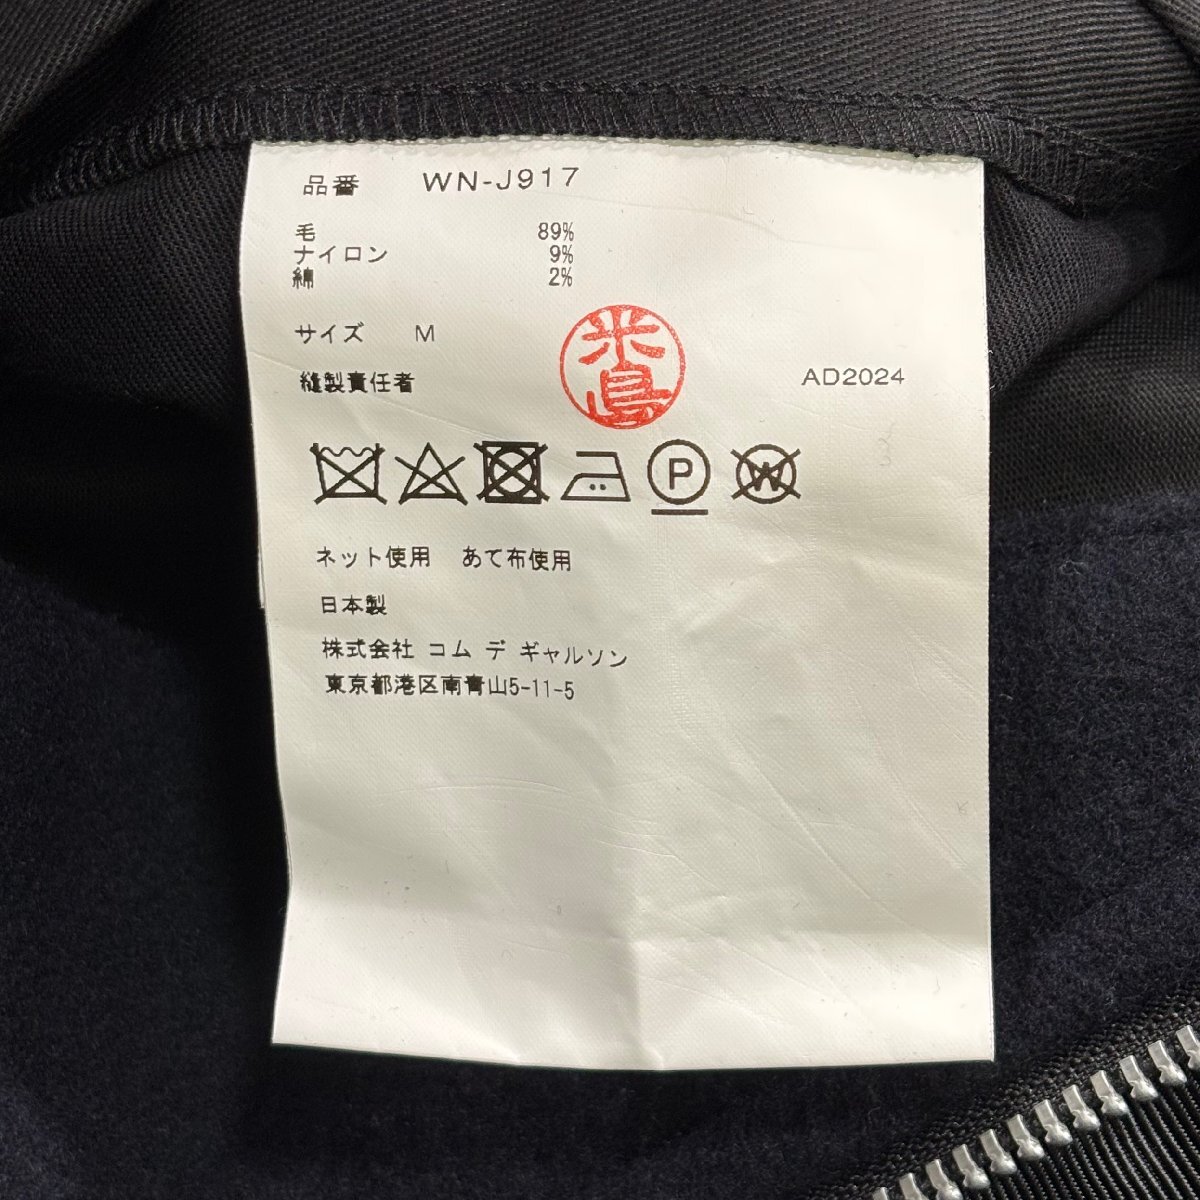 品番 WN-J917
毛 89%
ナイロン 9%
綿 2%
サイズ M
縫製責任者 米島 AD2024
P W
ネット使用 あて布使用
日本製
株式会社 コム デ ギャルソン
東京都港区南青山5-11-5